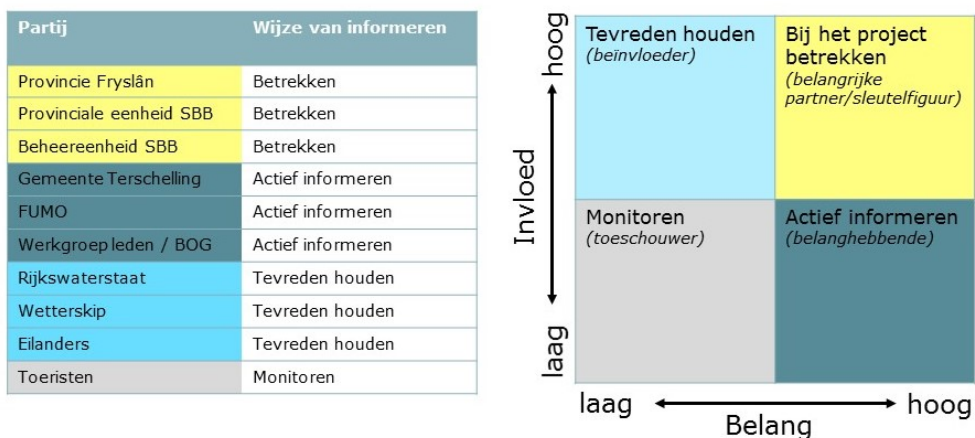 Partij Wijze van informeren
Provincie Fryslân Betrekken
Provinciale eenheid SBB Betrekken
Beheereenheid SBB Betrekken
Gemeente Terschelling Actief informeren
FUMO Actief informeren
Werkgroepleden / BOG Actief informeren
Rijkswaterstaat Tevreden houden
Wetterskip Tevreden houden
Eilanders Tevreden houden
Toeristen Monitoren
hoog
Invloed
laag
Tevreden houden
(beïnvloeder)
Bij het project
betrekken
(belangrijke
partner/sleutelfiguur)
Monitoren
(toeschouwer)
Actief informeren
(belanghebbende)
laag
hoog
Belang